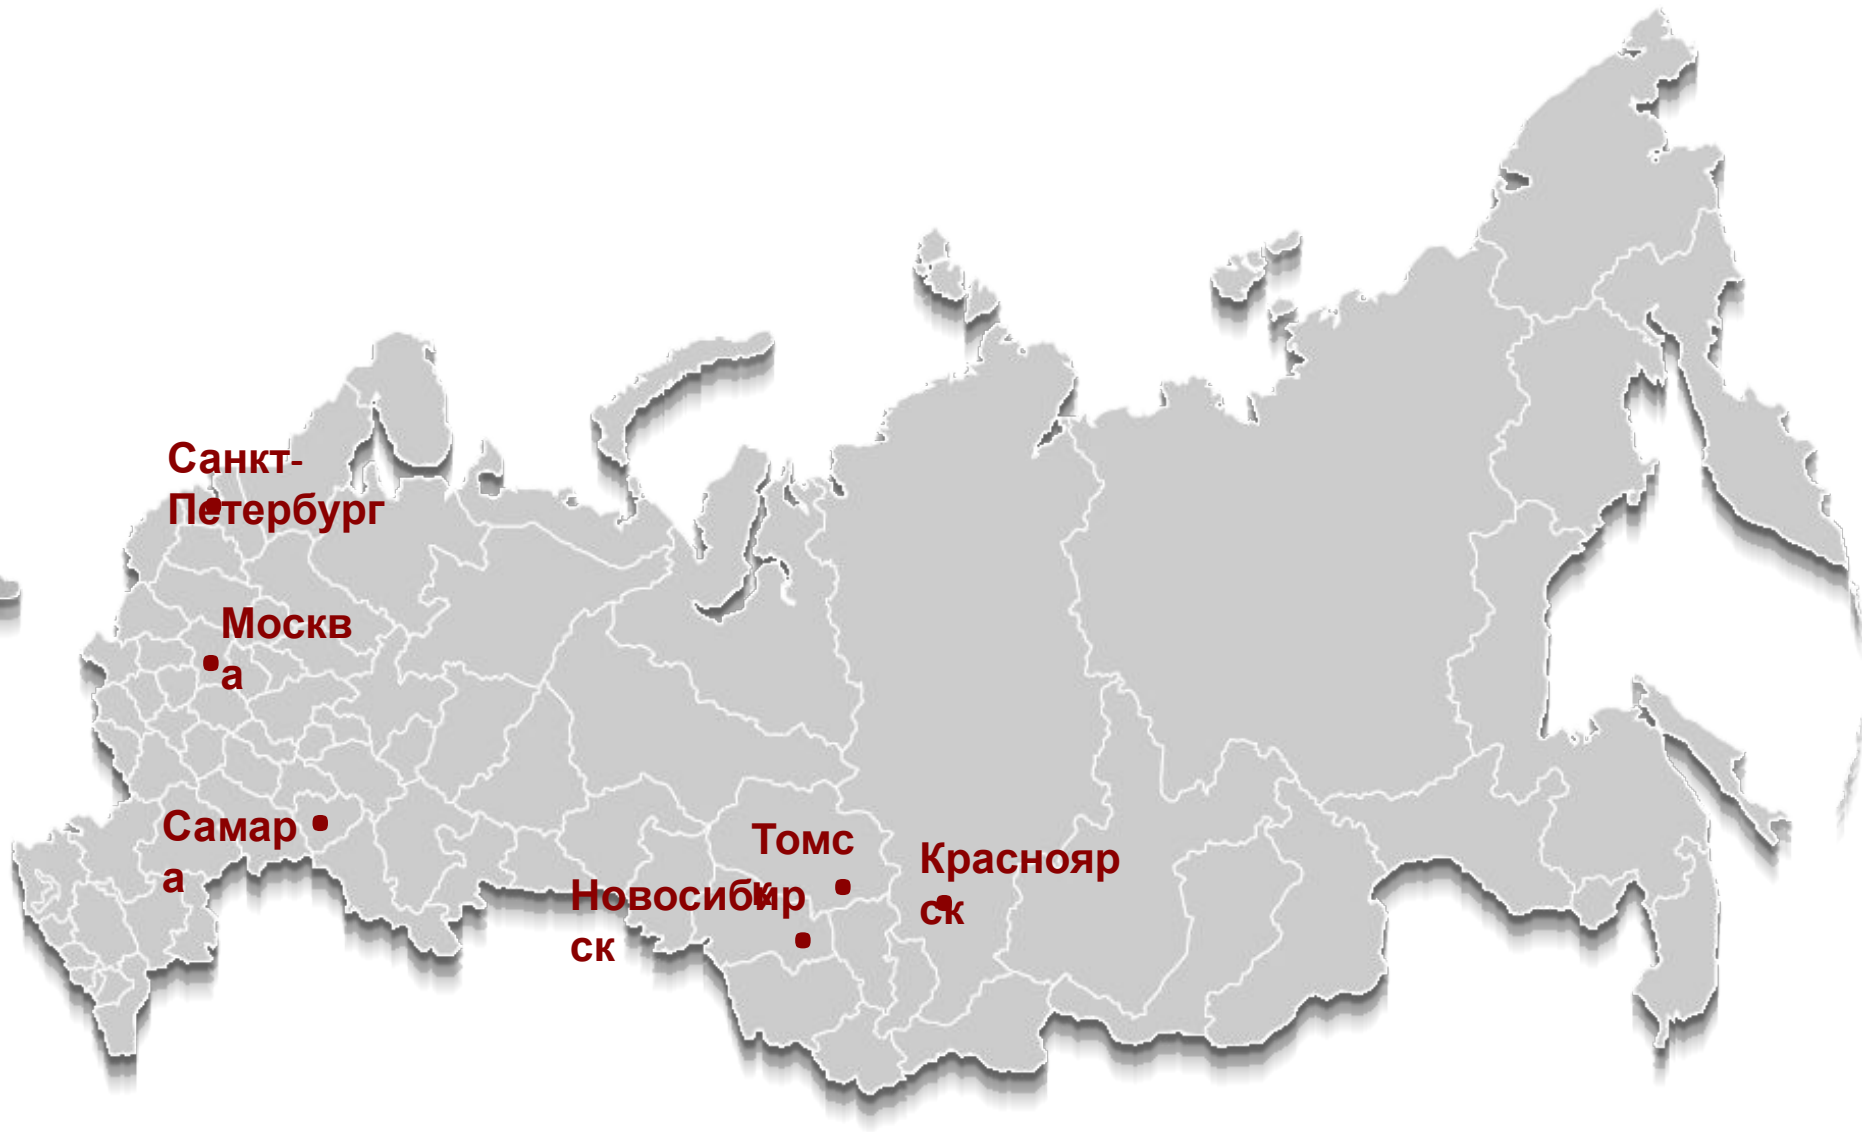 Санкт-
Петербург
Москв
а
Самар
а
Томс
к
Новосибир
ск
Краснояр
ск